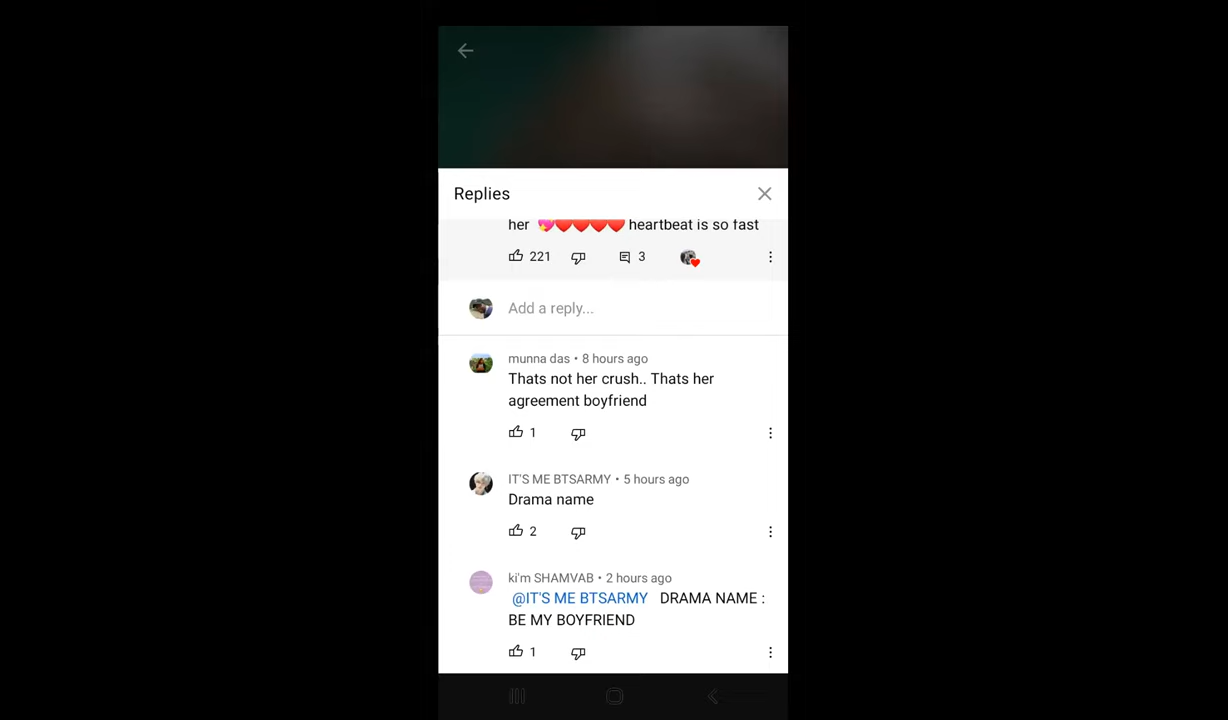 Replies
her 💖❤️❤️❤️❤️ heartbeat is so fast
221 3
Add a reply...
munna das • 8 hours ago
Thats not her crush.. Thats her
agreement boyfriend
1
IT'S ME BTSARMY • 5 hours ago
Drama name
2
ki'm SHAMVAB • 2 hours ago
@IT'S ME BTSARMY DRAMA NAME :
BE MY BOYFRIEND
1